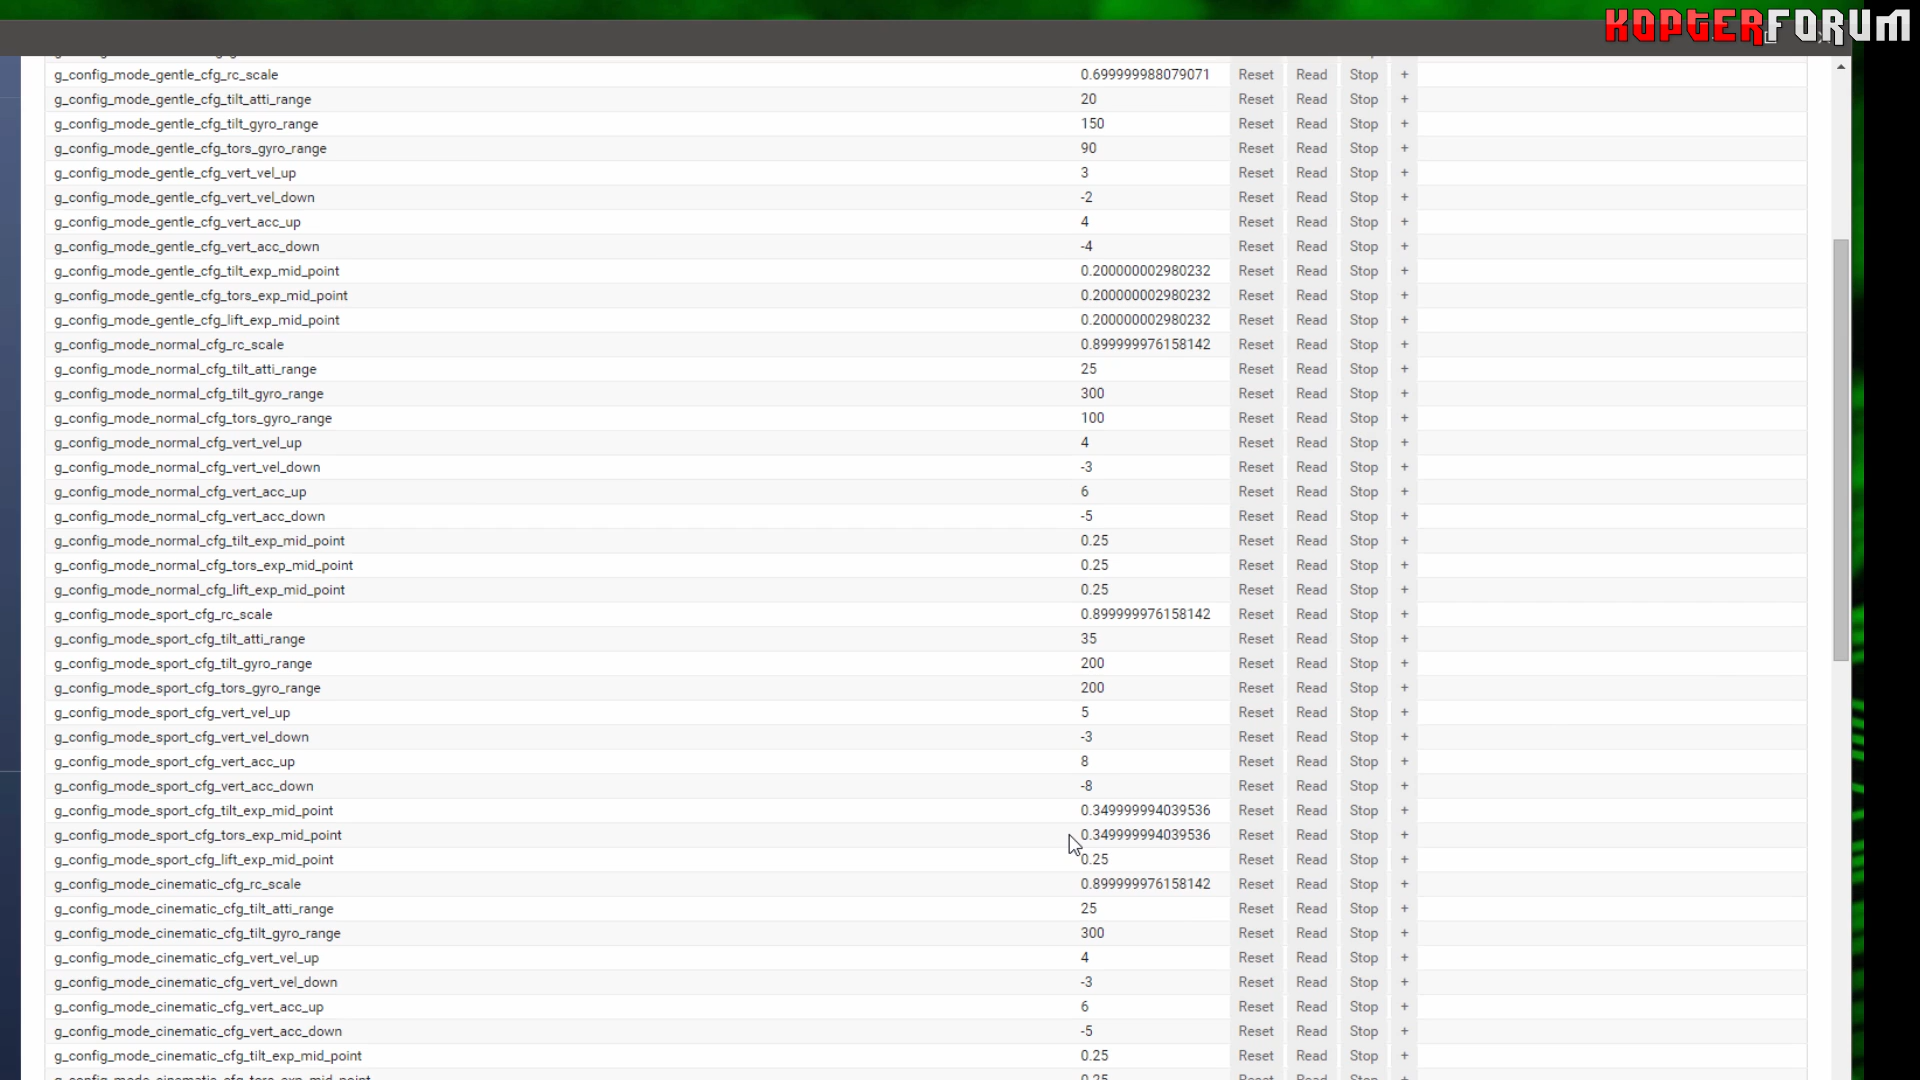 KOPTERFORUM
g_config_mode_gentle_cfg_rc_scale 0.699999988079071 Reset Read Stop +
g_config_mode_gentle_cfg_tilt_atti_range 20 Reset Read Stop +
g_config_mode_gentle_cfg_tilt_gyro_range 150 Reset Read Stop +
g_config_mode_gentle_cfg_tors_gyro_range 90 Reset Read Stop +
g_config_mode_gentle_cfg_vert_vel_up 3 Reset Read Stop +
g_config_mode_gentle_cfg_vert_vel_down -2 Reset Read Stop +
g_config_mode_gentle_cfg_vert_acc_up 4 Reset Read Stop +
g_config_mode_gentle_cfg_vert_acc_down -4 Reset Read Stop +
g_config_mode_gentle_cfg_tilt_exp_mid_point 0.200000002980232 Reset Read Stop +
g_config_mode_gentle_cfg_tors_exp_mid_point 0.200000002980232 Reset Read Stop +
g_config_mode_gentle_cfg_lift_exp_mid_point 0.200000002980232 Reset Read Stop +
g_config_mode_normal_cfg_rc_scale 0.899999976158142 Reset Read Stop +
g_config_mode_normal_cfg_tilt_atti_range 25 Reset Read Stop +
g_config_mode_normal_cfg_tilt_gyro_range 300 Reset Read Stop +
g_config_mode_normal_cfg_tors_gyro_range 100 Reset Read Stop +
g_config_mode_normal_cfg_vert_vel_up 4 Reset Read Stop +
g_config_mode_normal_cfg_vert_vel_down -3 Reset Read Stop +
g_config_mode_normal_cfg_vert_acc_up 6 Reset Read Stop +
g_config_mode_normal_cfg_vert_acc_down -5 Reset Read Stop +
g_config_mode_normal_cfg_tilt_exp_mid_point 0.25 Reset Read Stop +
g_config_mode_normal_cfg_tors_exp_mid_point 0.25 Reset Read Stop +
g_config_mode_normal_cfg_lift_exp_mid_point 0.25 Reset Read Stop +
g_config_mode_sport_cfg_rc_scale 0.899999976158142 Reset Read Stop +
g_config_mode_sport_cfg_tilt_atti_range 35 Reset Read Stop +
g_config_mode_sport_cfg_tilt_gyro_range 200 Reset Read Stop +
g_config_mode_sport_cfg_tors_gyro_range 200 Reset Read Stop +
g_config_mode_sport_cfg_vert_vel_up 5 Reset Read Stop +
g_config_mode_sport_cfg_vert_vel_down -3 Reset Read Stop +
g_config_mode_sport_cfg_vert_acc_up 8 Reset Read Stop +
g_config_mode_sport_cfg_vert_acc_down -8 Reset Read Stop +
g_config_mode_sport_cfg_tilt_exp_mid_point 0.349999994039536 Reset Read Stop +
g_config_mode_sport_cfg_tors_exp_mid_point 0.349999994039536 Reset Read Stop +
g_config_mode_sport_cfg_lift_exp_mid_point 0.25 Reset Read Stop +
g_config_mode_cinematic_cfg_rc_scale 0.899999976158142 Reset Read Stop +
g_config_mode_cinematic_cfg_tilt_atti_range 25 Reset Read Stop +
g_config_mode_cinematic_cfg_tilt_gyro_range 300 Reset Read Stop +
g_config_mode_cinematic_cfg_vert_vel_up 4 Reset Read Stop +
g_config_mode_cinematic_cfg_vert_vel_down -3 Reset Read Stop +
g_config_mode_cinematic_cfg_vert_acc_up 6 Reset Read Stop +
g_config_mode_cinematic_cfg_vert_acc_down -5 Reset Read Stop +
g_config_mode_cinematic_cfg_tilt_exp_mid_point 0.25 Reset Read Stop +